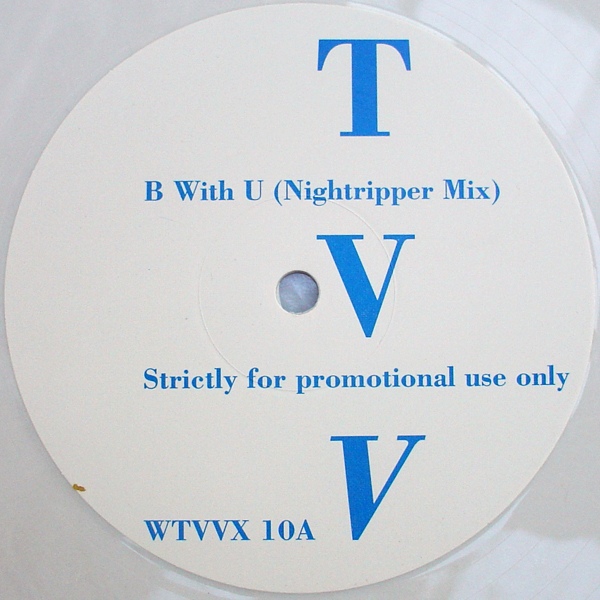 T
B With U (Nightripper Mix)
V
Strictly for promotional use only
V
WTVVX 10A